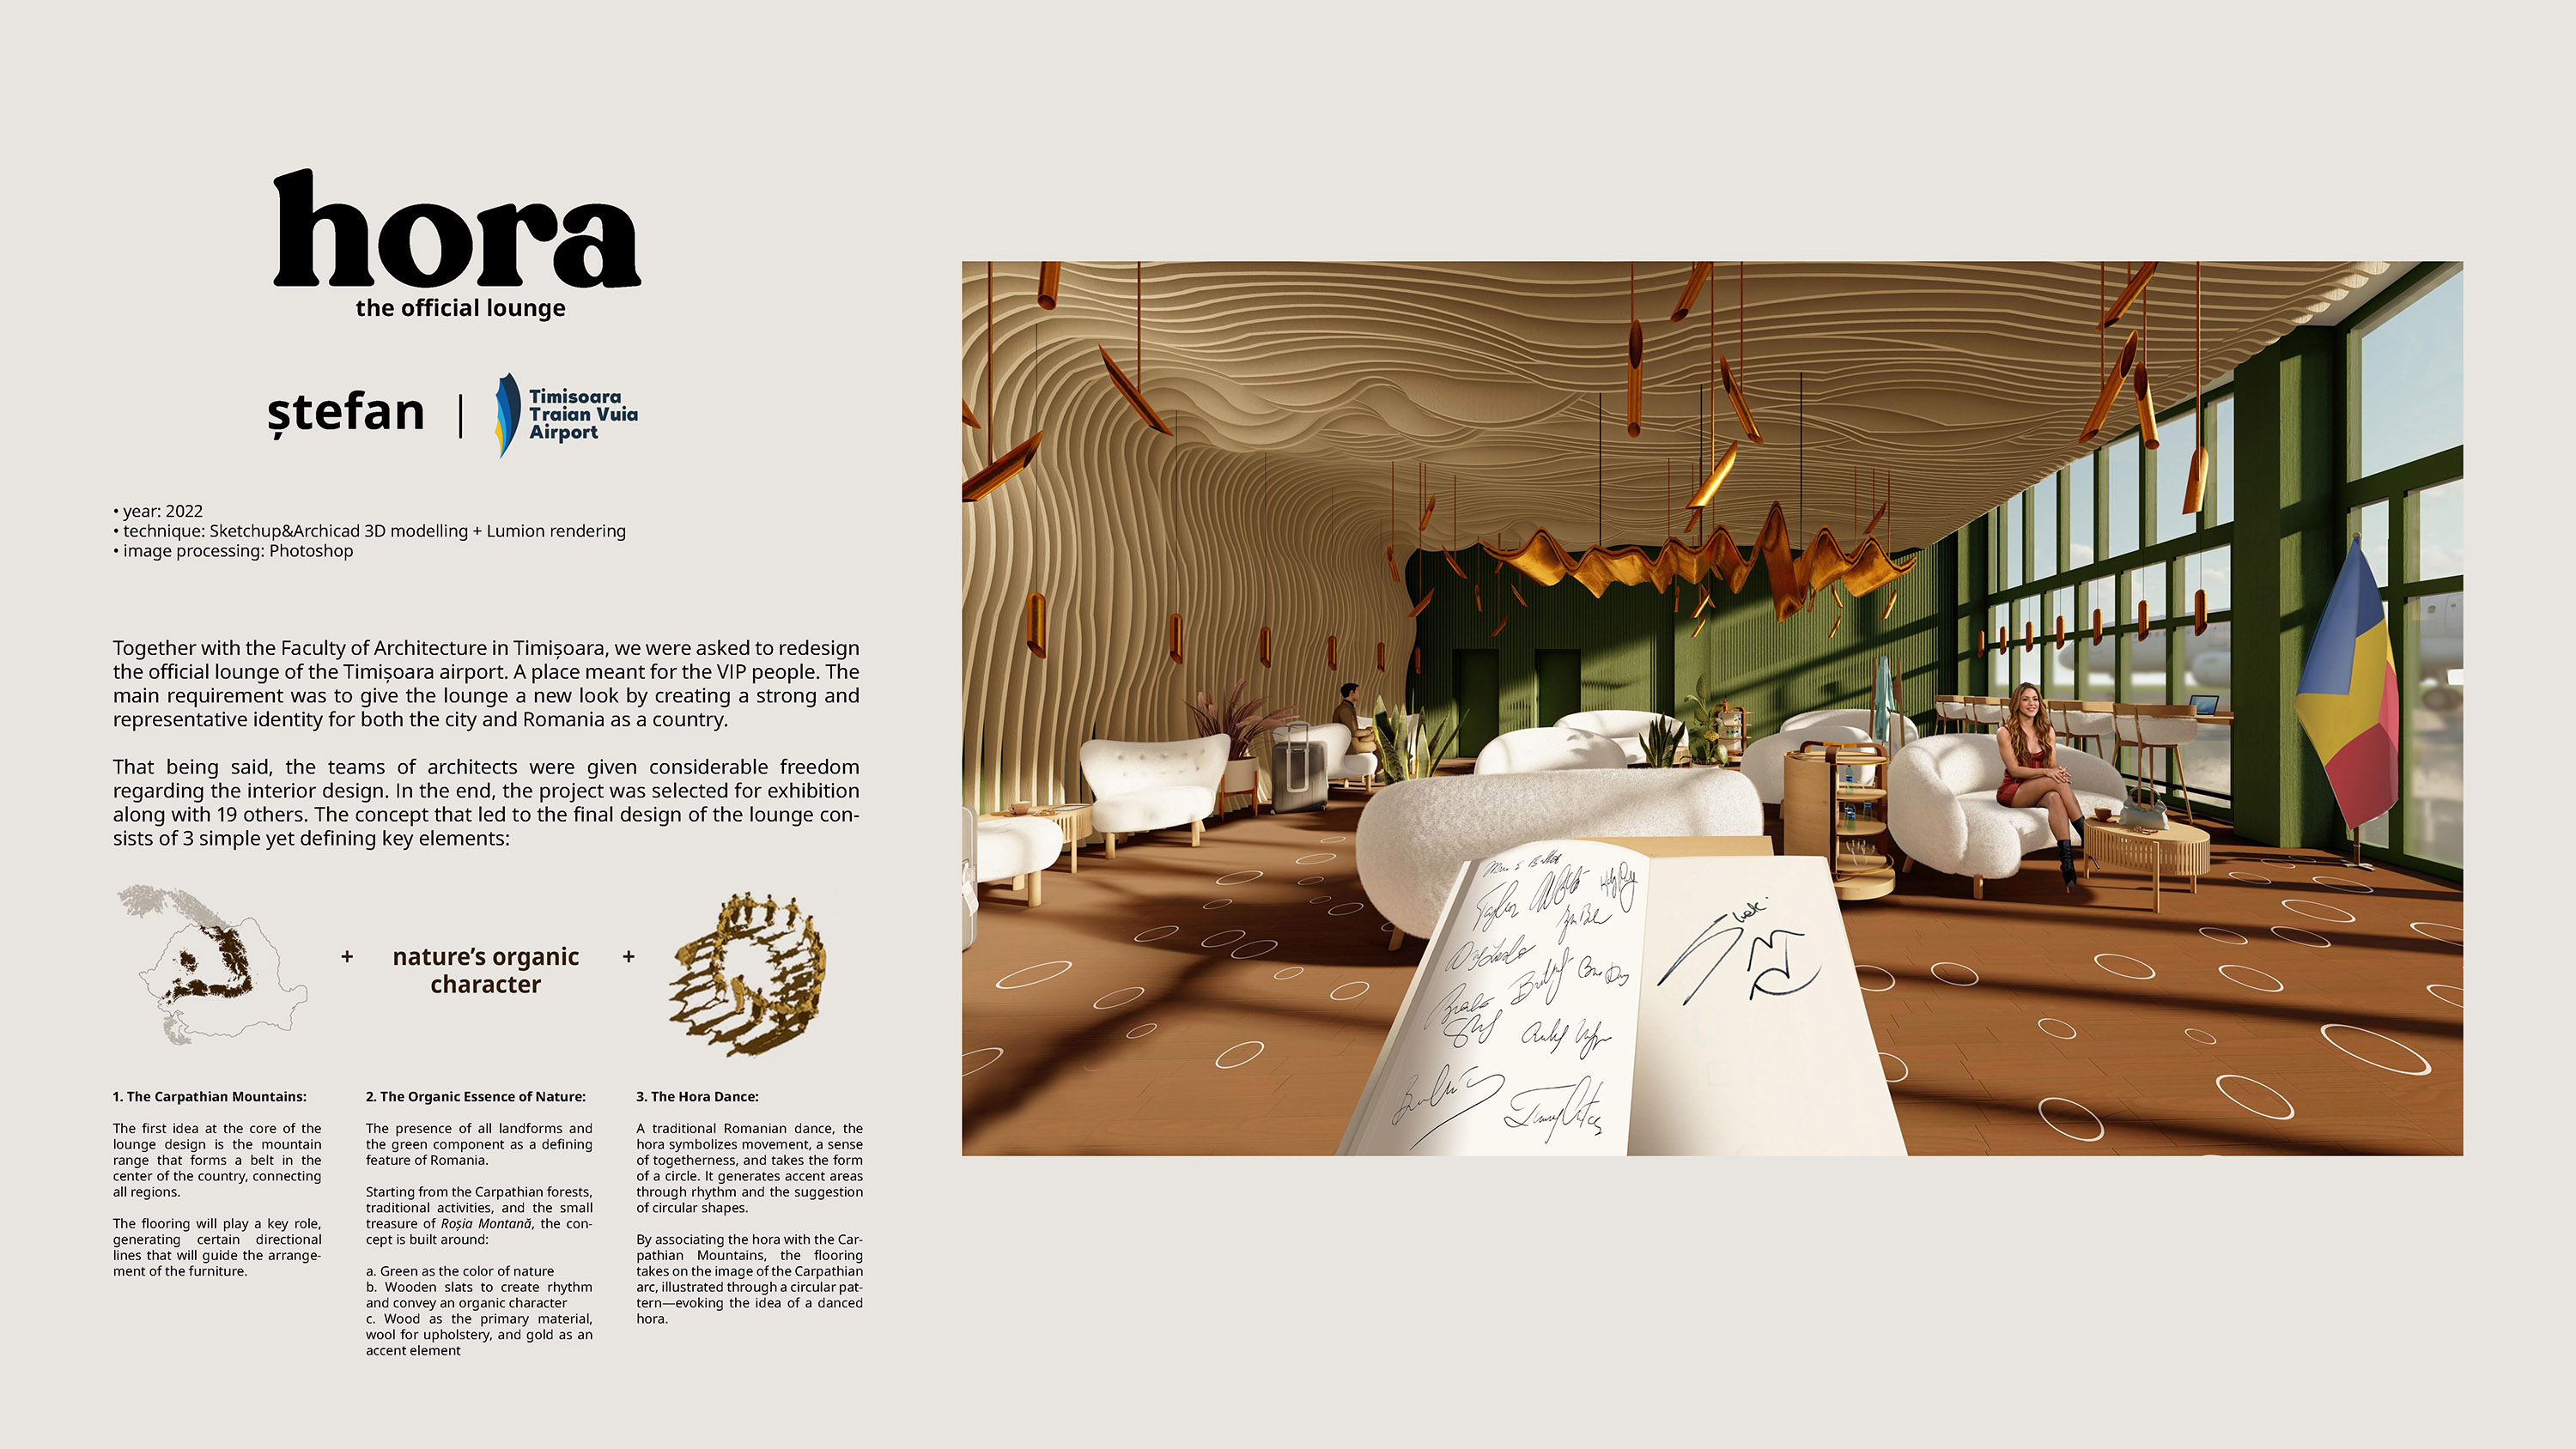 hora
the official lounge
ștefan
Timisoara
Traian Vuia
Airport
• year: 2022
• technique: Sketchup&Archicad 3D modelling + Lumion rendering
• image processing: Photoshop
Together with the Faculty of Architecture in Timișoara, we were asked to redesign
the official lounge of the Timișoara airport. A place meant for the VIP people. The
main requirement was to give the lounge a new look by creating a strong and
representative identity for both the city and Romania as a country.
That being said, the teams of architects were given considerable freedom
regarding the interior design. In the end, the project was selected for exhibition
along with 19 others. The concept that led to the final design of the lounge con-
sists of 3 simple yet defining key elements:
+
nature's organic
character
+
1. The Carpathian Mountains:
The first idea at the core of the
lounge design is the mountain
range that forms a belt in the
center of the country, connecting
all regions.
The flooring will play a key role,
generating certain directional
lines that will guide the arrange-
ment of the furniture.
2. The Organic Essence of Nature:
The presence of all landforms and
the green component as a defining
feature of Romania.
Starting from the Carpathian forests,
traditional activities, and the small
treasure of Roșia Montană, the con-
cept is built around:
a. Green as the color of nature
b. Wooden slats to create rhythm
and convey an organic character
c. Wood as the primary material,
wool for upholstery, and gold as an
accent element
3. The Hora Dance:
A traditional Romanian dance, the
hora symbolizes movement, a sense
of togetherness, and takes the form
of a circle. It generates accent areas
through rhythm and the suggestion
of circular shapes.
By associating the hora with the Car-
pathian Mountains, the flooring
takes on the image of the Carpathian
arc, illustrated through a circular pat-
tern—evoking the idea of a danced
hora.